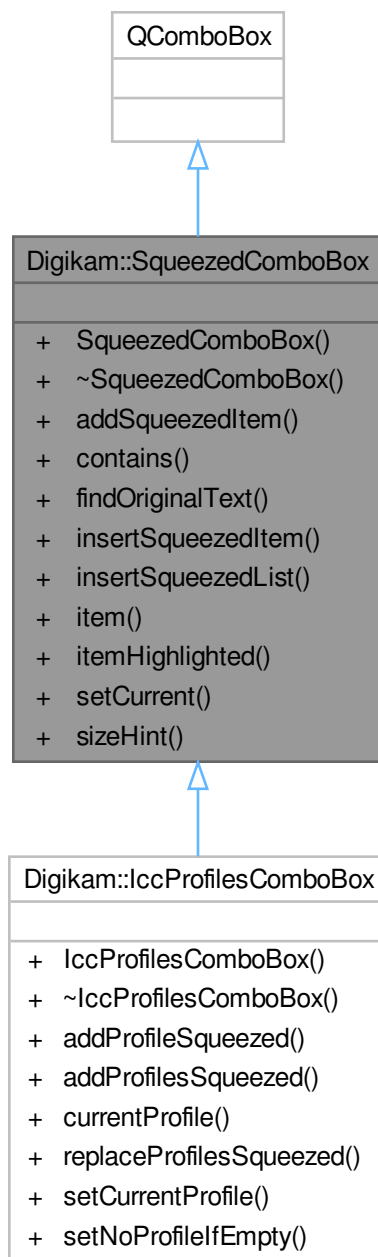 QComboBox
Digikam::SqueezedComboBox
+ SqueezedComboBox()
+ ~SqueezedComboBox()
+ addSqueezedItem()
+ contains()
+ findOriginalText()
+ insertSqueezedItem()
+ insertSqueezedList()
+ item()
+ itemHighlighted()
+ setCurrent()
+ sizeHint()
Digikam::IccProfilesComboBox
+ IccProfilesComboBox()
+ ~IccProfilesComboBox()
+ addProfileSqueezed()
+ addProfilesSqueezed()
+ currentProfile()
+ replaceProfilesSqueezed()
+ setCurrentProfile()
+ setNoProfileIfEmpty()